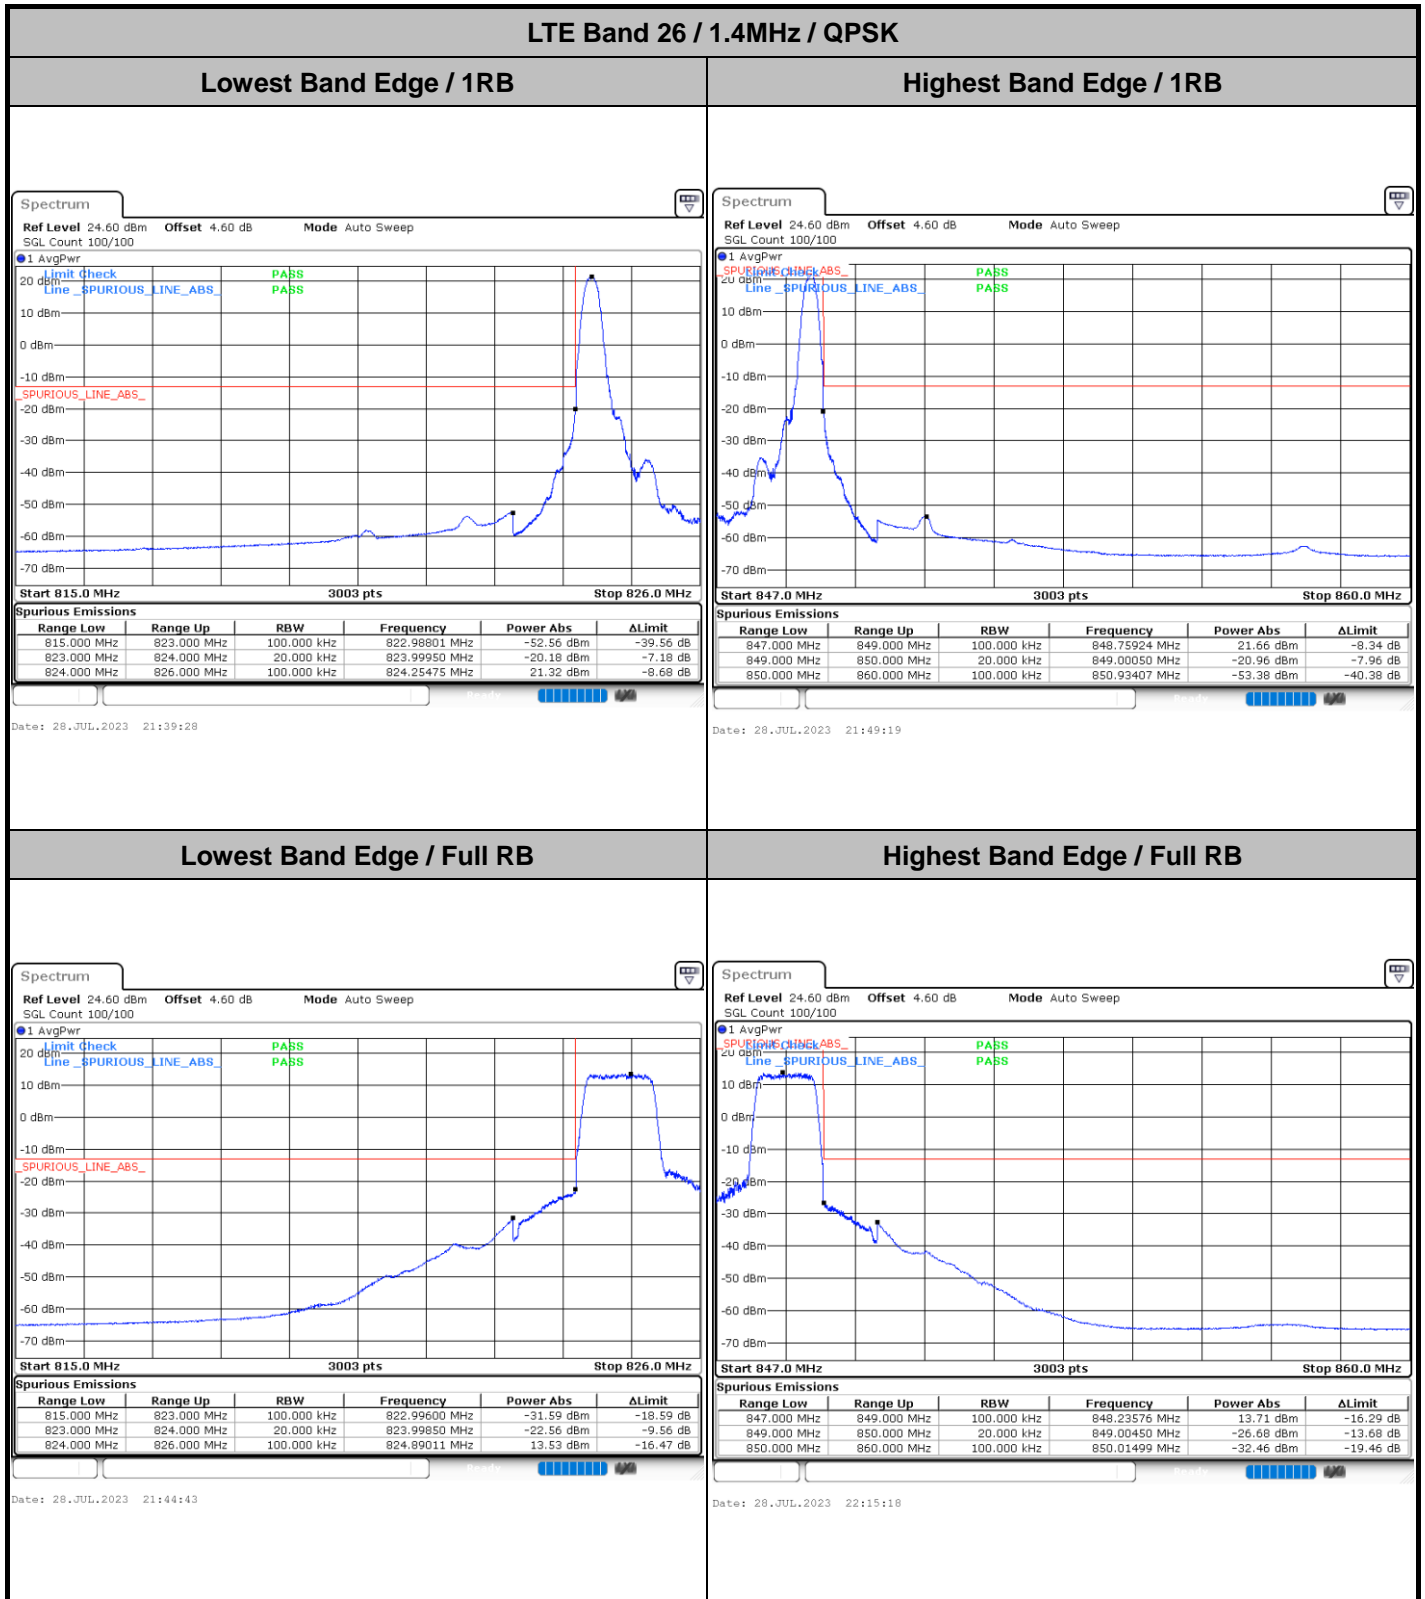 LTE Band 26 / 1.4MHz / QPSK
Lowest Band Edge / 1RB
Highest Band Edge / 1RB
Spectrum
Ref Level 24.60 dBm Offset 4.60 dB Mode Auto Sweep
SGL Count 100/100
1 AvgPwr
Limit Check PASS
20 dBm
Line _SPURIOUS_LINE_ABS_ PASS
10 dBm
0 dBm
-10 dBm
_SPURIOUS_LINE_ABS_
-20 dBm
-30 dBm
-40 dBm
-50 dBm
-60 dBm
-70 dBm
Start 815.0 MHz 3003 pts Stop 826.0 MHz
Spurious Emissions
Range Low Range Up RBW Frequency Power Abs ΔLimit
815.000 MHz 823.000 MHz 100.000 kHz 822.98801 MHz -52.56 dBm -39.56 dB
823.000 MHz 824.000 MHz 20.000 kHz 823.99950 MHz -20.18 dBm -7.18 dB
824.000 MHz 826.000 MHz 100.000 kHz 824.25475 MHz 21.32 dBm -8.68 dB
Ready
Date: 28.JUL.2023 21:39:28
Spectrum
Ref Level 24.60 dBm Offset 4.60 dB Mode Auto Sweep
SGL Count 100/100
1 AvgPwr
_SPURIOUS_LINE_ABS_
Limit Check PASS
20 dBm
Line _SPURIOUS_LINE_ABS_ PASS
10 dBm
0 dBm
-10 dBm
-20 dBm
-30 dBm
-40 dBm
-50 dBm
-60 dBm
-70 dBm
Start 847.0 MHz 3003 pts Stop 860.0 MHz
Spurious Emissions
Range Low Range Up RBW Frequency Power Abs ΔLimit
847.000 MHz 849.000 MHz 100.000 kHz 848.75924 MHz 21.66 dBm -8.34 dB
849.000 MHz 850.000 MHz 20.000 kHz 849.00050 MHz -20.96 dBm -7.96 dB
850.000 MHz 860.000 MHz 100.000 kHz 850.93407 MHz -53.38 dBm -40.38 dB
Ready
Date: 28.JUL.2023 21:49:19
Lowest Band Edge / Full RB
Highest Band Edge / Full RB
Spectrum
Ref Level 24.60 dBm Offset 4.60 dB Mode Auto Sweep
SGL Count 100/100
1 AvgPwr
Limit Check PASS
20 dBm
Line _SPURIOUS_LINE_ABS_ PASS
10 dBm
0 dBm
-10 dBm
_SPURIOUS_LINE_ABS_
-20 dBm
-30 dBm
-40 dBm
-50 dBm
-60 dBm
-70 dBm
Start 815.0 MHz 3003 pts Stop 826.0 MHz
Spurious Emissions
Range Low Range Up RBW Frequency Power Abs ΔLimit
815.000 MHz 823.000 MHz 100.000 kHz 822.99600 MHz -31.59 dBm -18.59 dB
823.000 MHz 824.000 MHz 20.000 kHz 823.99850 MHz -22.56 dBm -9.56 dB
824.000 MHz 826.000 MHz 100.000 kHz 824.89011 MHz 13.53 dBm -16.47 dB
Ready
Date: 28.JUL.2023 21:44:43
Spectrum
Ref Level 24.60 dBm Offset 4.60 dB Mode Auto Sweep
SGL Count 100/100
1 AvgPwr
_SPURIOUS_LINE_ABS_
Limit Check PASS
20 dBm
Line _SPURIOUS_LINE_ABS_ PASS
10 dBm
0 dBm
-10 dBm
-20 dBm
-30 dBm
-40 dBm
-50 dBm
-60 dBm
-70 dBm
Start 847.0 MHz 3003 pts Stop 860.0 MHz
Spurious Emissions
Range Low Range Up RBW Frequency Power Abs ΔLimit
847.000 MHz 849.000 MHz 100.000 kHz 848.23576 MHz 13.71 dBm -16.29 dB
849.000 MHz 850.000 MHz 20.000 kHz 849.00450 MHz -26.68 dBm -13.68 dB
850.000 MHz 860.000 MHz 100.000 kHz 850.01499 MHz -32.46 dBm -19.46 dB
Ready
Date: 28.JUL.2023 22:15:18